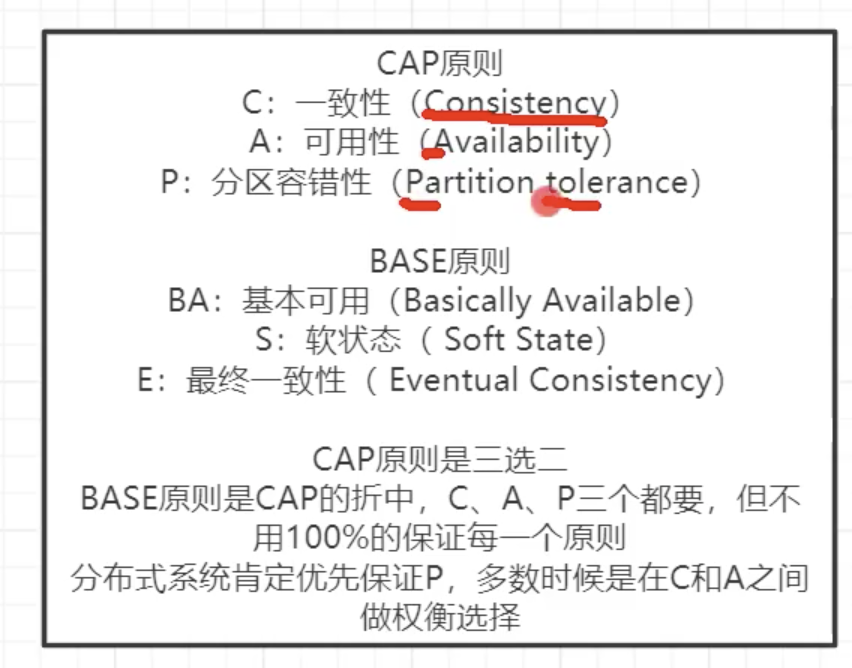 CAP原则
C：一致性（Consistency）
A：可用性（Availability）
P：分区容错性（Partition tolerance）
BASE原则
BA：基本可用（Basically Available）
S：软状态（ Soft State）
E：最终一致性（ Eventual Consistency）
CAP原则是三选二
BASE原则是CAP的折中，C、A、P三个都要，但不
用100%的保证每一个原则
分布式系统肯定优先保证P，多数时候是在C和A之间
做权衡选择